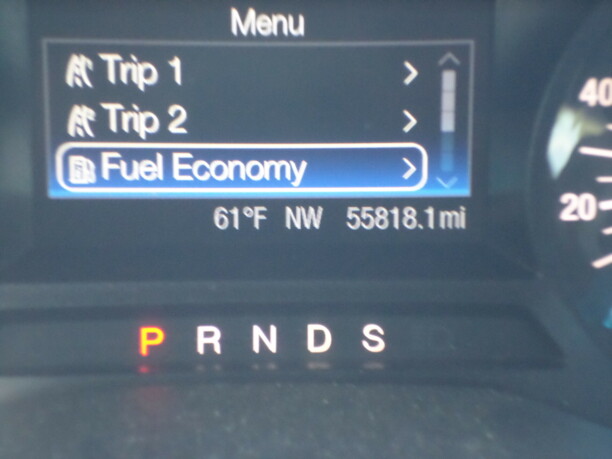 Menu
Trip 1
Trip 2
Fuel Economy
61°F NW 55818.1mi
40
20
P R N D S